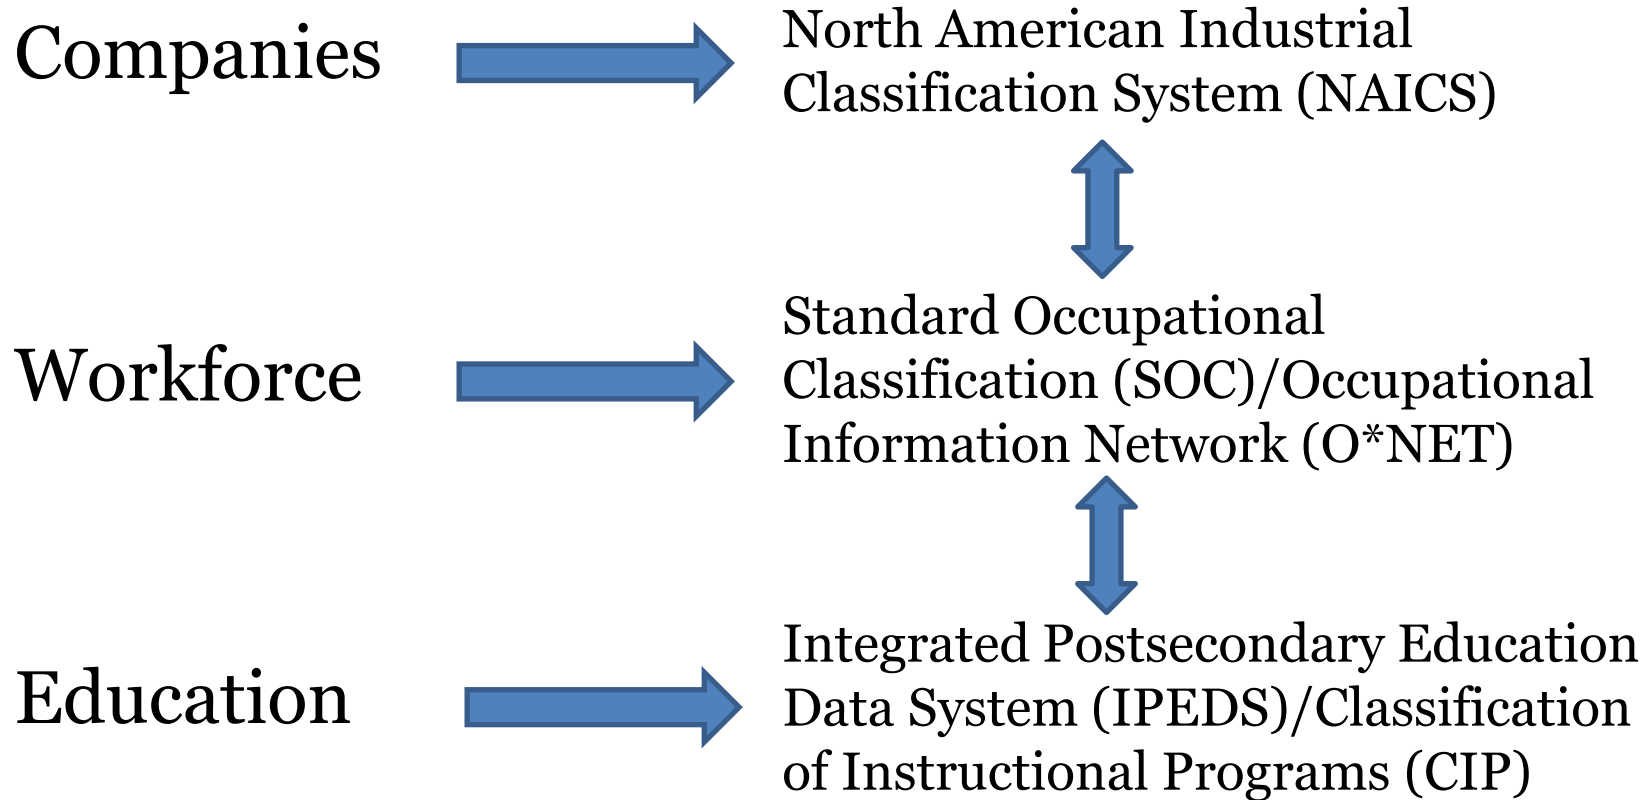 Companies
North American Industrial
Classification System (NAICS)
Workforce
Standard Occupational
Classification (SOC)/Occupational
Information Network (O*NET)
Education
Integrated Postsecondary Education
Data System (IPEDS)/Classification
of Instructional Programs (CIP)